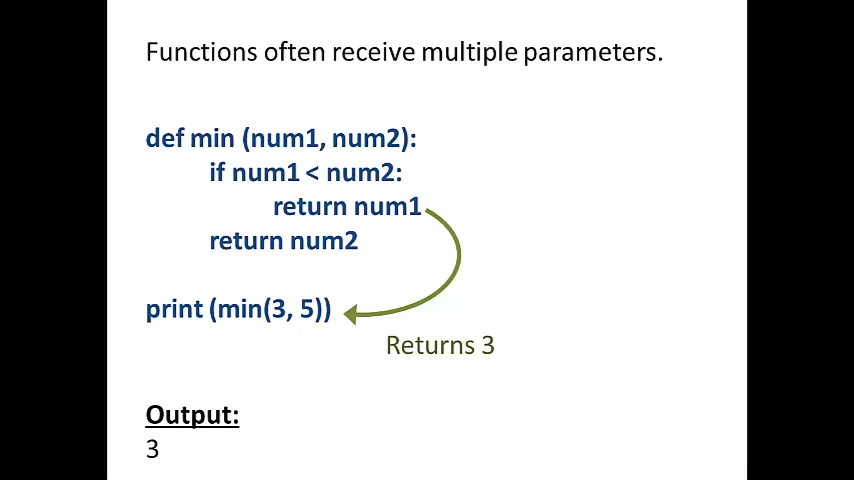 Functions often receive multiple parameters.
def min (num1, num2):
if num1 < num2:
return num1
return num2
print (min(3, 5))
Returns 3
Output:
3